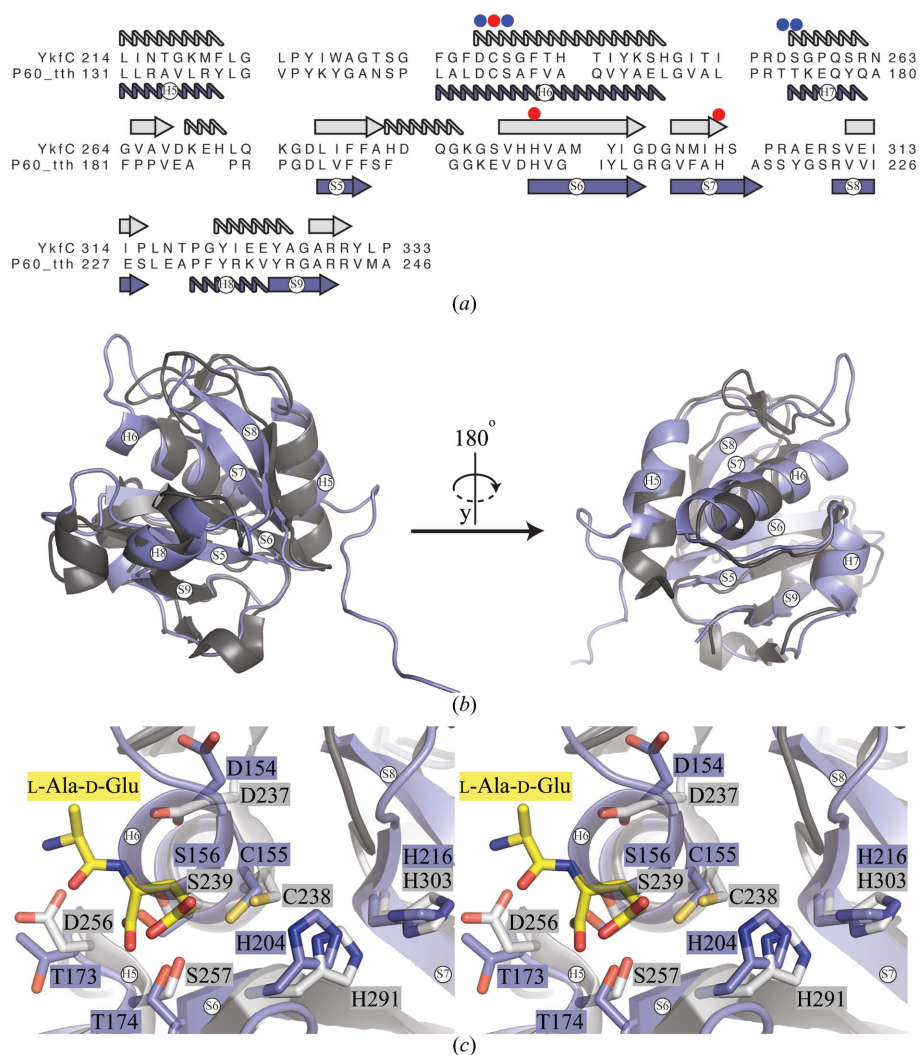 YkfC 214 LINTGKMFLG LPYIWAGTSG FGFDCSGFTH TIYKSHGITI PRDSGPQSRN 263
P60_tth 131 LLRAVLRYLG VPYKYGANSP LALDCSAFVA QVYAELGVAL PRTTKEQYQA 180
H5 H6 H7
YkfC 264 GVAVDKEHLQ KGDLIFFAHD QGKGSVHHVAM YIGDGNMIHS PRAERSVEI 313
P60_tth 181 FPPVEA PR PGDLVFFSF GGKEVDHVG IYLGRGVFAH ASSYGSRVVI 226
S5 S6 S7 S8
YkfC 314 IPLNTPGYIEEYAGARRYLP 333
P60_tth 227 ESLEAPFYRKVYRGARRVMA 246
H8 S9
(a)
H6 S8 S7 H5 S6 S5 H8 S9
180°
y
S8 S7 H6 H5 S6 H7 S5 S9
(b)
L-Ala-D-Glu D154 D237 S8 H6 S156 C155 H216 S239 H303 C238 D256 H204 T173 H5 S257 S7 T174 S6 H291
L-Ala-D-Glu D154 D237 S8 H6 S156 C155 H216 S239 H303 C238 D256 H204 T173 H5 S257 S7 T174 S6 H291
(c)